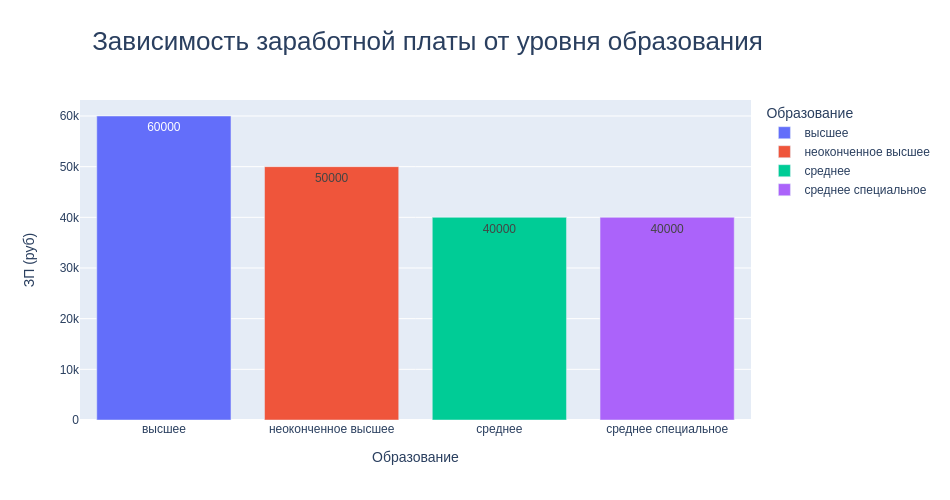 Зависимость заработной платы от уровня образования
60k
50k
40k
30k
20k
10k
0
ЗП (руб)
60000
50000
40000
40000
высшее
неоконченное высшее
среднее
среднее специальное
Образование
Образование
высшее
неоконченное высшее
среднее
среднее специальное